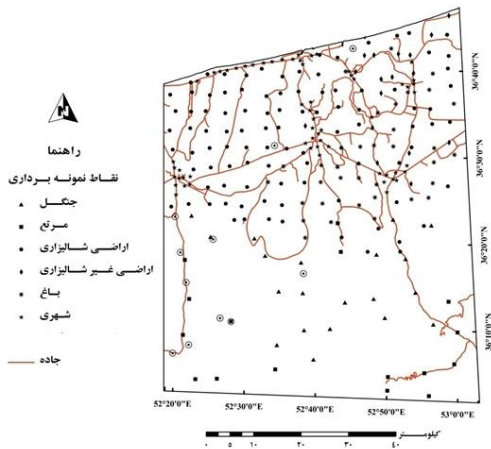 N
راهنما
نقاط نمونه برداری
جنگل
مرتع
اراضی شالیزاری
اراضی غیر شالیزاری
باغ
شهری
جاده
36°40'0"N
36°30'0"N
36°20'0"N
36°10'0"N
52°20'0"E 52°30'0"E 52°40'0"E 52°50'0"E 53°0'0"E
کیلومتر
۰ ۵ ۱۰ ۲۰ ۳۰ ۴۰